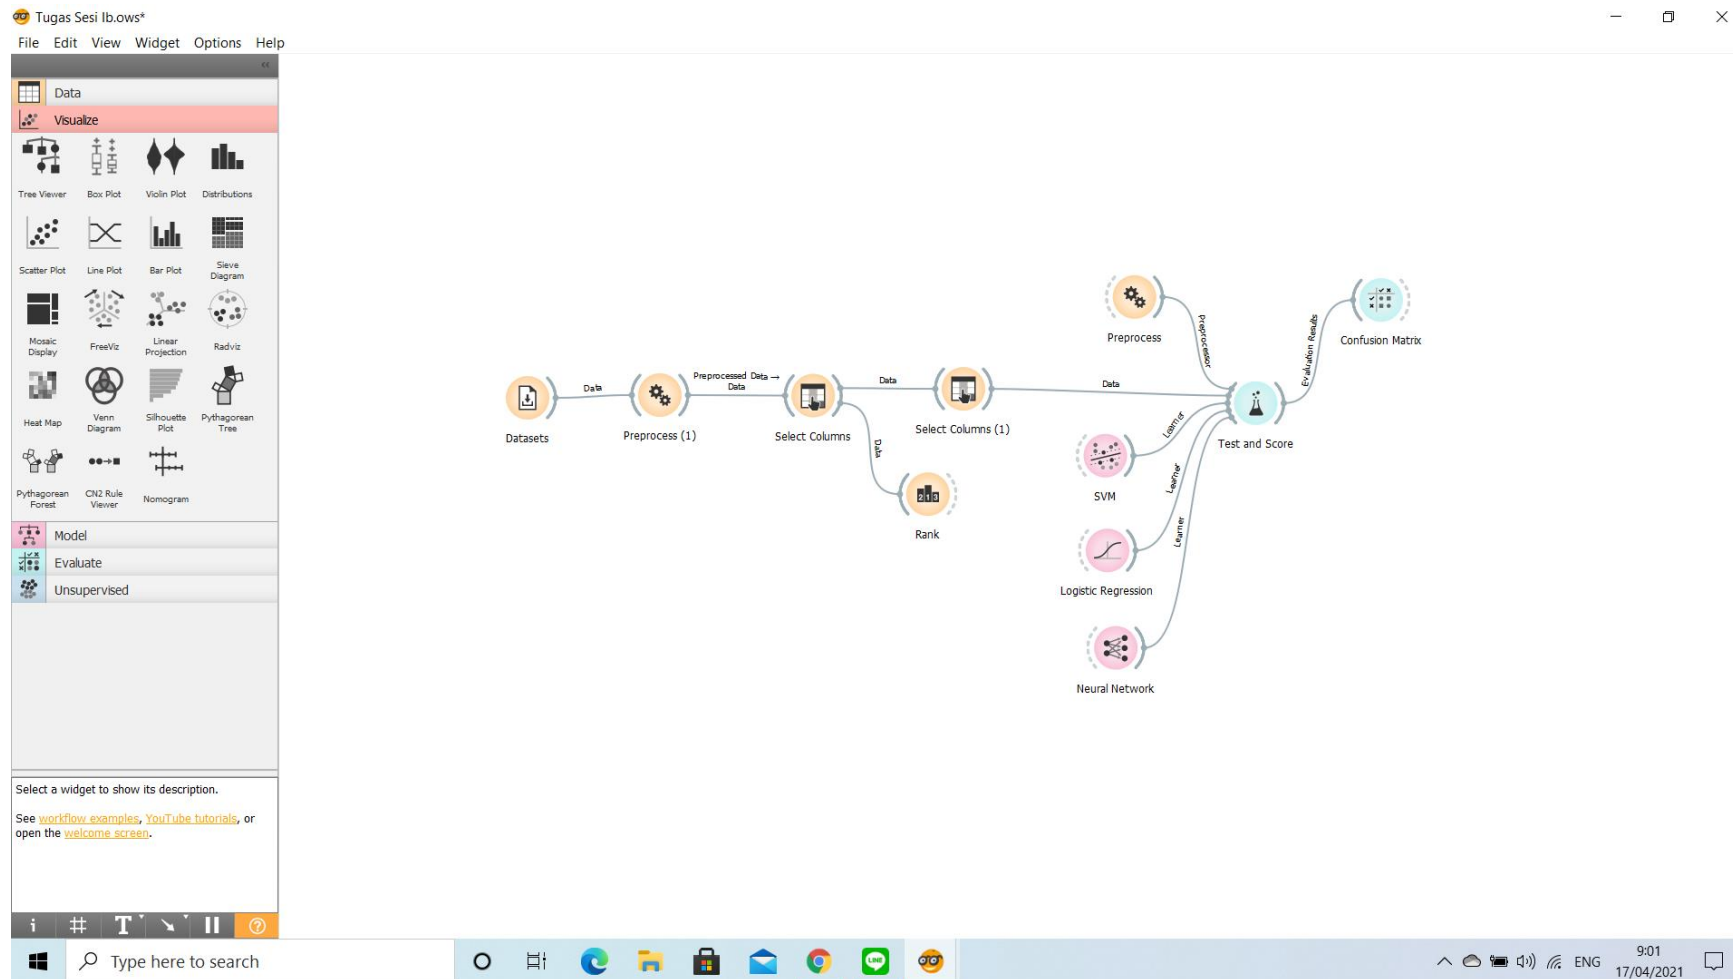 Tugas Sesi Ib.ows*
File Edit View Widget Options Help
Data
Visualize
Tree Viewer Box Plot Violin Plot Distributions
Scatter Plot Line Plot Bar Plot Sieve Diagram
Mosaic Display FreeViz Linear Projection Radviz
Heat Map Venn Diagram Silhouette Plot Pythagorean Tree
Pythagorean Forest CN2 Rule Viewer Nomogram
Model
Evaluate
Unsupervised
Select a widget to show its description.
See workflow examples, YouTube tutorials, or
open the welcome screen.
Datasets
Data
Preprocess (1)
Preprocessed Data →
Data
Select Columns
Data
Select Columns (1)
Data
Data
Rank
213
Preprocess
Preprocessor
SVM
Learner
Logistic Regression
Learner
Neural Network
Learner
Test and Score
Evaluation Results
Confusion Matrix
Type here to search
LINE
ENG
9:01
17/04/2021